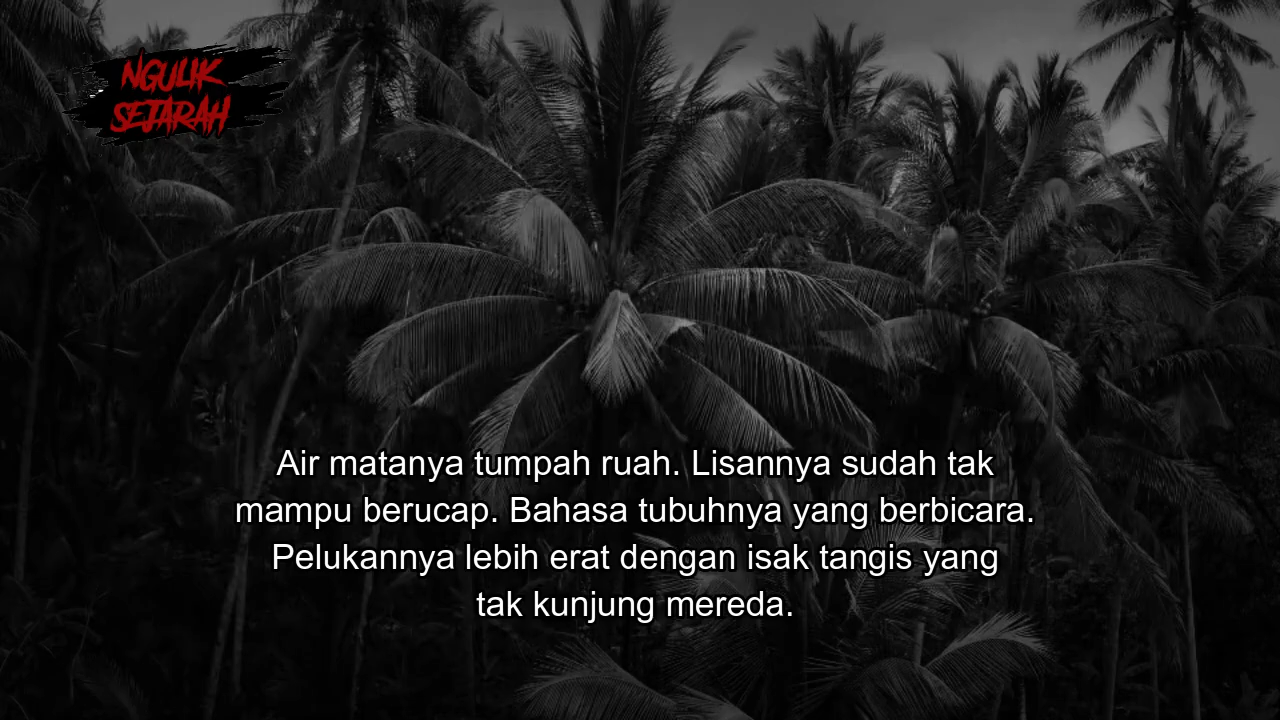 NGULIK
SEJARAH
Air matanya tumpah ruah. Lisannya sudah tak
mampu berucap. Bahasa tubuhnya yang berbicara.
Pelukannya lebih erat dengan isak tangis yang
tak kunjung mereda.